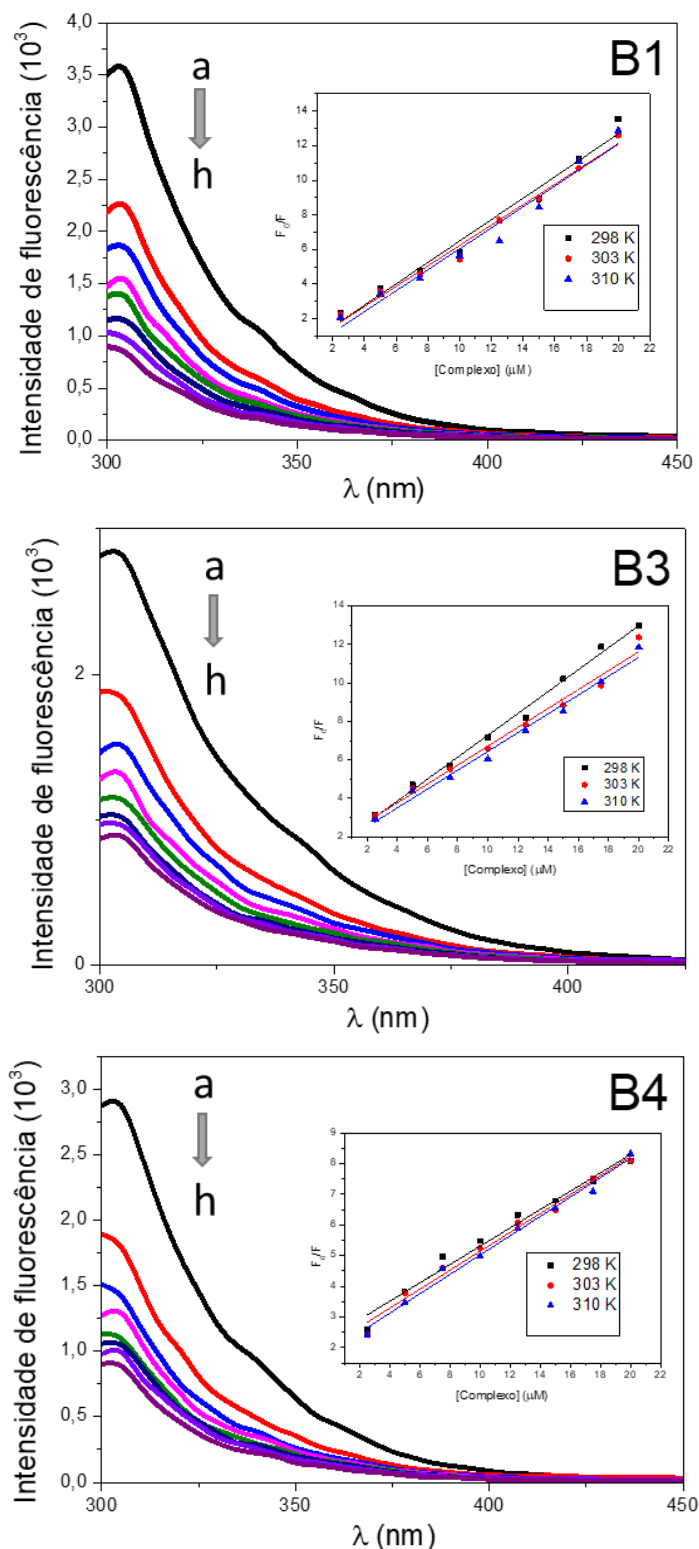 B1
a
h
Intensidade de fluorescência (10³)
4,0
3,5
3,0
2,5
2,0
1,5
1,0
0,5
0,0
300
350
400
450
λ (nm)
F₀/F
14
12
10
8
6
4
2
2 4 6 8 10 12 14 16 18 20 22
[Complexo] (μM)
298 K
303 K
310 K
B3
a
h
Intensidade de fluorescência (10³)
2
0
300
350
400
λ (nm)
F₀/F
14
12
10
8
6
4
2
2 4 6 8 10 12 14 16 18 20 22
[Complexo] (μM)
298 K
303 K
310 K
B4
a
h
Intensidade de fluorescência (10³)
3,0
2,5
2,0
1,5
1,0
0,5
0,0
300
350
400
450
λ (nm)
F₀/F
9
8
7
6
5
4
3
2
2 4 6 8 10 12 14 16 18 20 22
[Complexo] (μM)
298 K
303 K
310 K